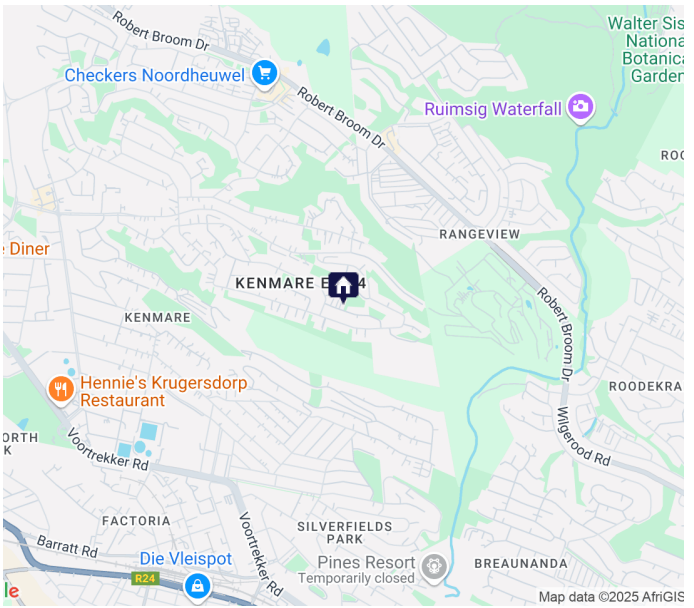 Walter Sis
Nationa
Botanica
Garden
Robert Broom Dr
Checkers Noordheuwel
Robert Broom Dr
Ruimsig Waterfall
ROO
RANGEVIEW
e Diner
KENMARE E
4
KENMARE
Robert Broom Dr
Hennie's Krugersdorp
Restaurant
ROODEKRA
Wilgerood Rd
ORTH
K
Voortrekker Rd
FACTORIA
Voortrekker Rd
SILVERFIELDS
PARK
Barratt Rd
Die Vleispot
R24
Pines Resort
Temporarily closed
BREAUNANDA
le
Map data ©2025 AfriGIS